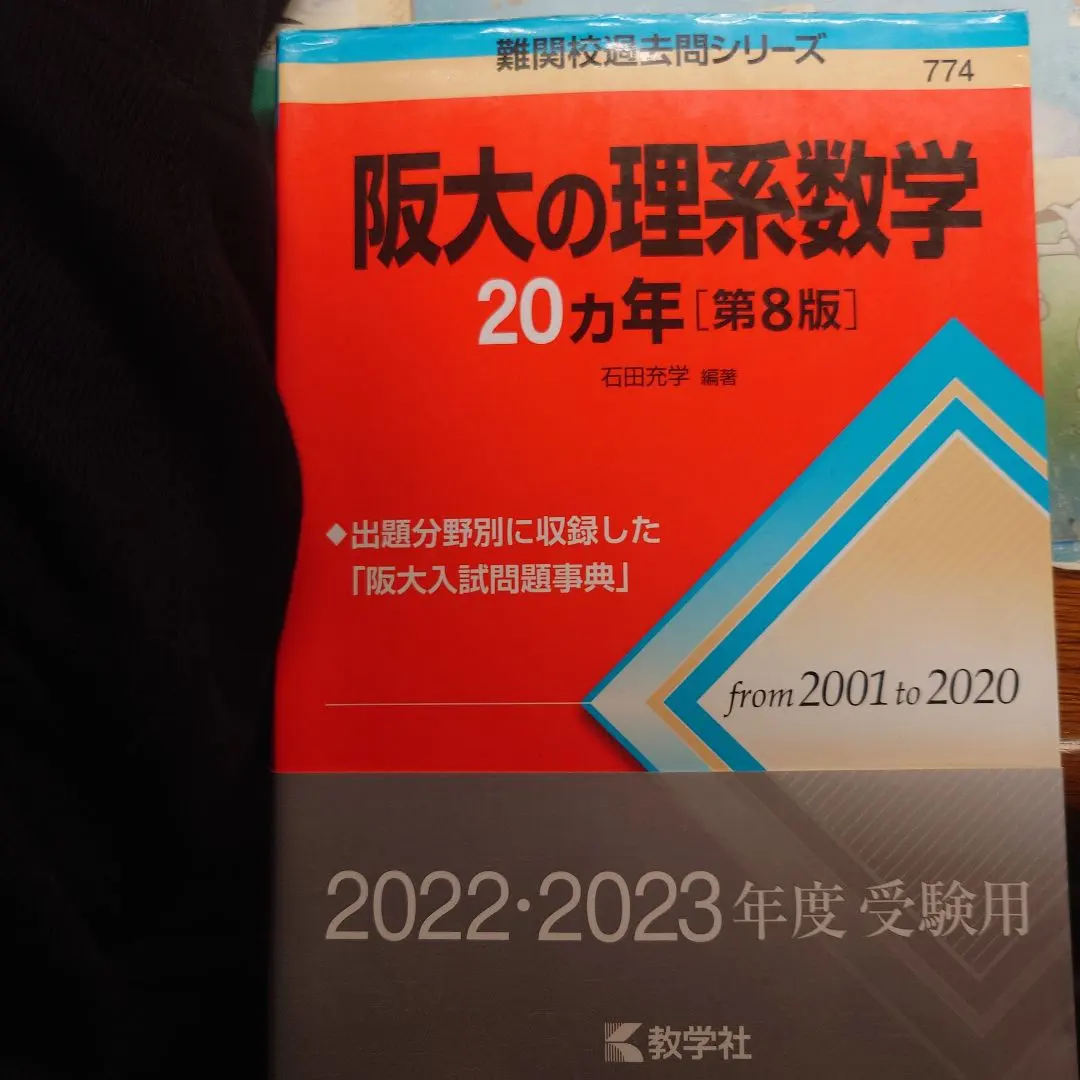 難関校過去問シリーズ
774
阪大の理系数学
20ヵ年[第8版]
石田充学 編著
◆出題分野別に収録した
「阪大入試問題事典」
from 2001 to 2020
2022・2023年度 受験用
教学社